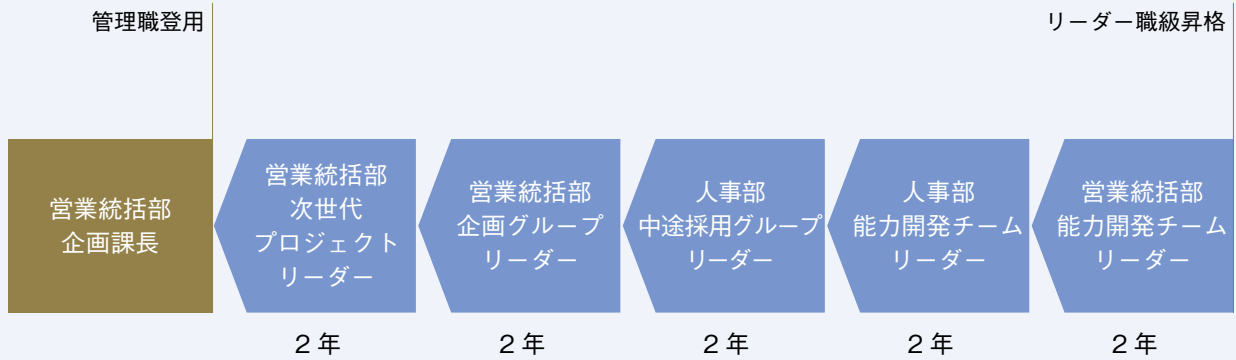 管理職登用
リーダー職級昇格
営業統括部
企画課長
営業統括部
次世代
プロジェクト
リーダー
営業統括部
企画グループ
リーダー
人事部
中途採用グループ
リーダー
人事部
能力開発チーム
リーダー
営業統括部
能力開発チーム
リーダー
2年
2年
2年
2年
2年